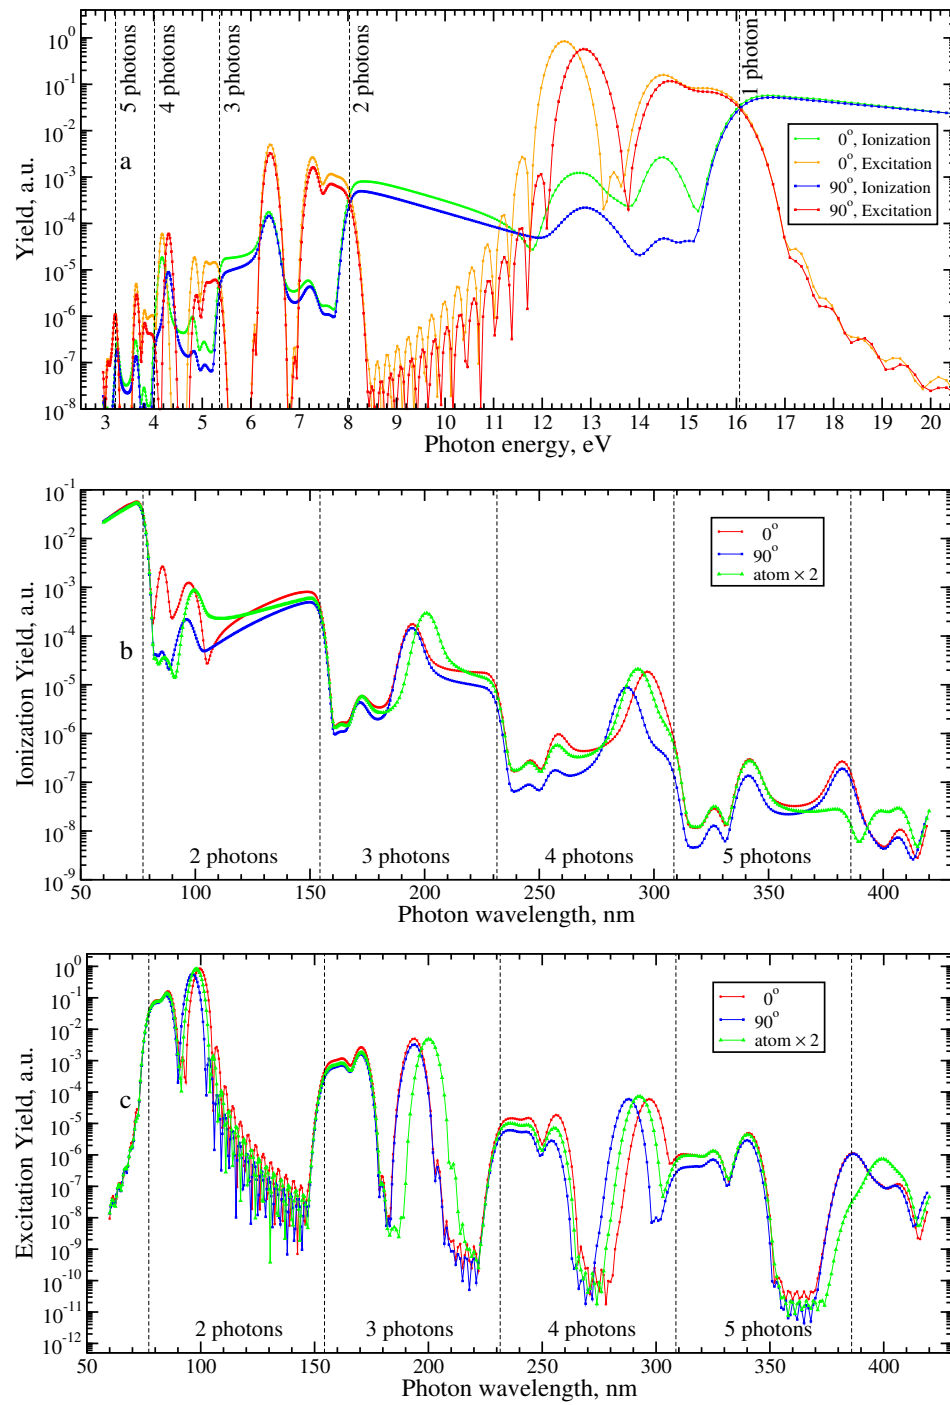 5 photons
4 photons
3 photons
2 photons
1 photon
10^0
10^-1
10^-2
10^-3
10^-4
10^-5
10^-6
10^-7
10^-8
Yield, a.u.
a
0°, Ionization
0°, Excitation
90°, Ionization
90°, Excitation
3 4 5 6 7 8 9 10 11 12 13 14 15 16 17 18 19 20
Photon energy, eV
10^-1
10^-2
10^-3
10^-4
10^-5
10^-6
10^-7
10^-8
10^-9
Ionization Yield, a.u.
b
0°
90°
atom × 2
2 photons 3 photons 4 photons 5 photons
50 100 150 200 250 300 350 400
Photon wavelength, nm
10^0
10^-1
10^-2
10^-3
10^-4
10^-5
10^-6
10^-7
10^-8
10^-9
10^-10
10^-11
10^-12
Excitation Yield, a.u.
c
0°
90°
atom × 2
2 photons 3 photons 4 photons 5 photons
50 100 150 200 250 300 350 400
Photon wavelength, nm